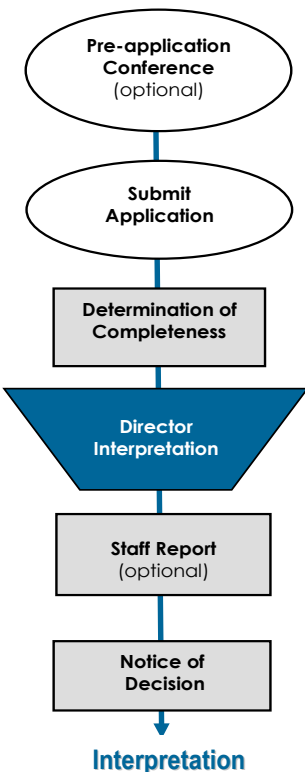 Pre-application
Conference
(optional)
Submit
Application
Determination of
Completeness
Director
Interpretation
Staff Report
(optional)
Notice of
Decision
Interpretation